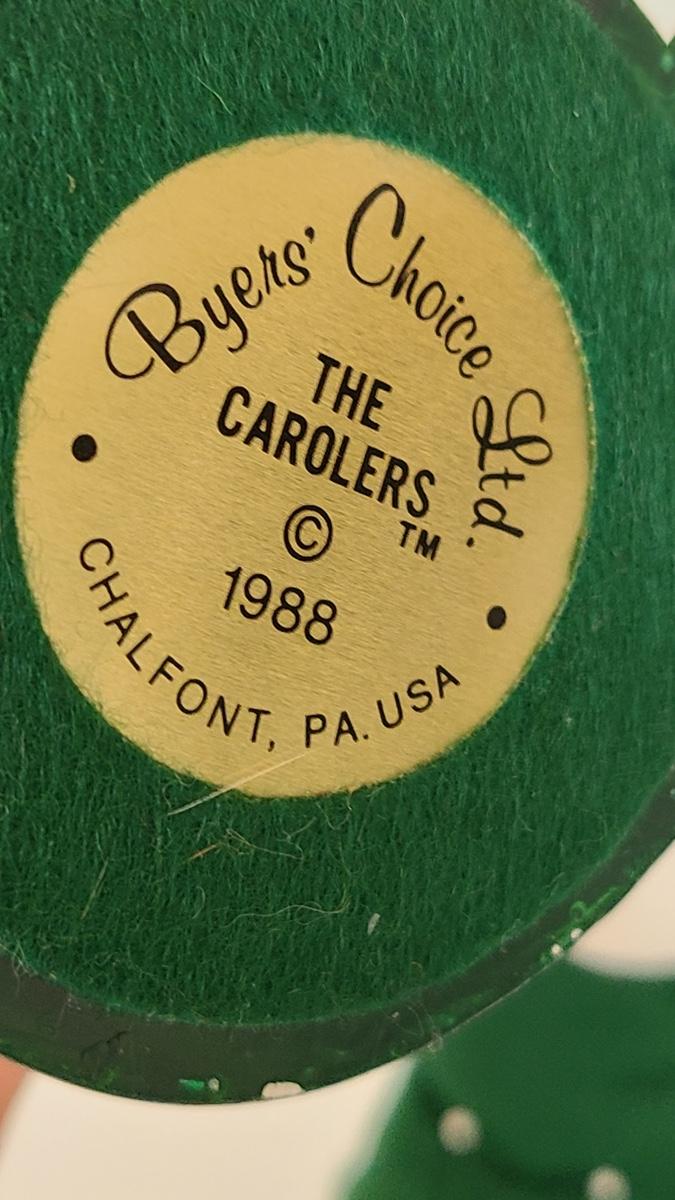 Byers' Choice Ltd.
THE
CAROLERS TM
©
1988
CHALFONT, PA. USA